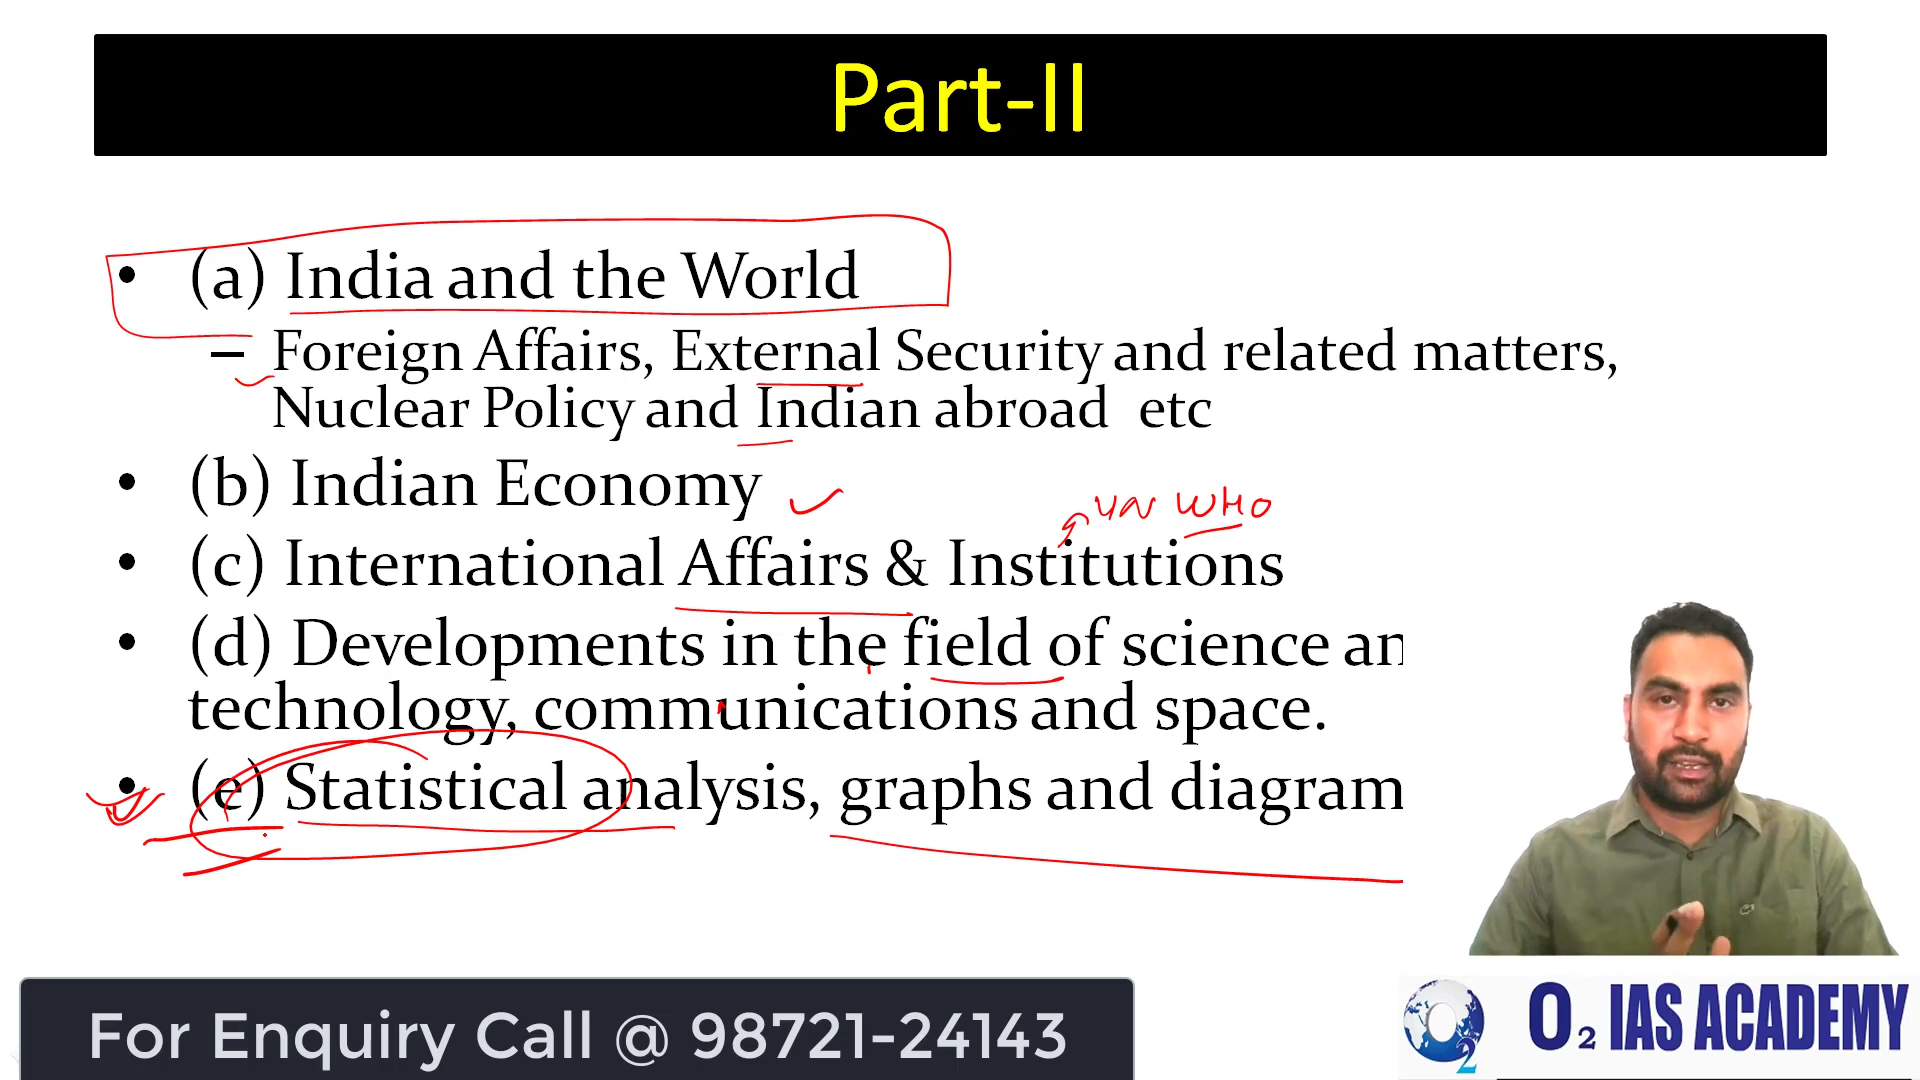 Part-II
• (a) India and the World
– Foreign Affairs, External Security and related matters,
Nuclear Policy and Indian abroad etc
• (b) Indian Economy
UN WHO
• (c) International Affairs & Institutions
• (d) Developments in the field of science an
technology, communications and space.
• (e) Statistical analysis, graphs and diagram
For Enquiry Call @ 98721-24143
O2
O2 IAS ACADEMY